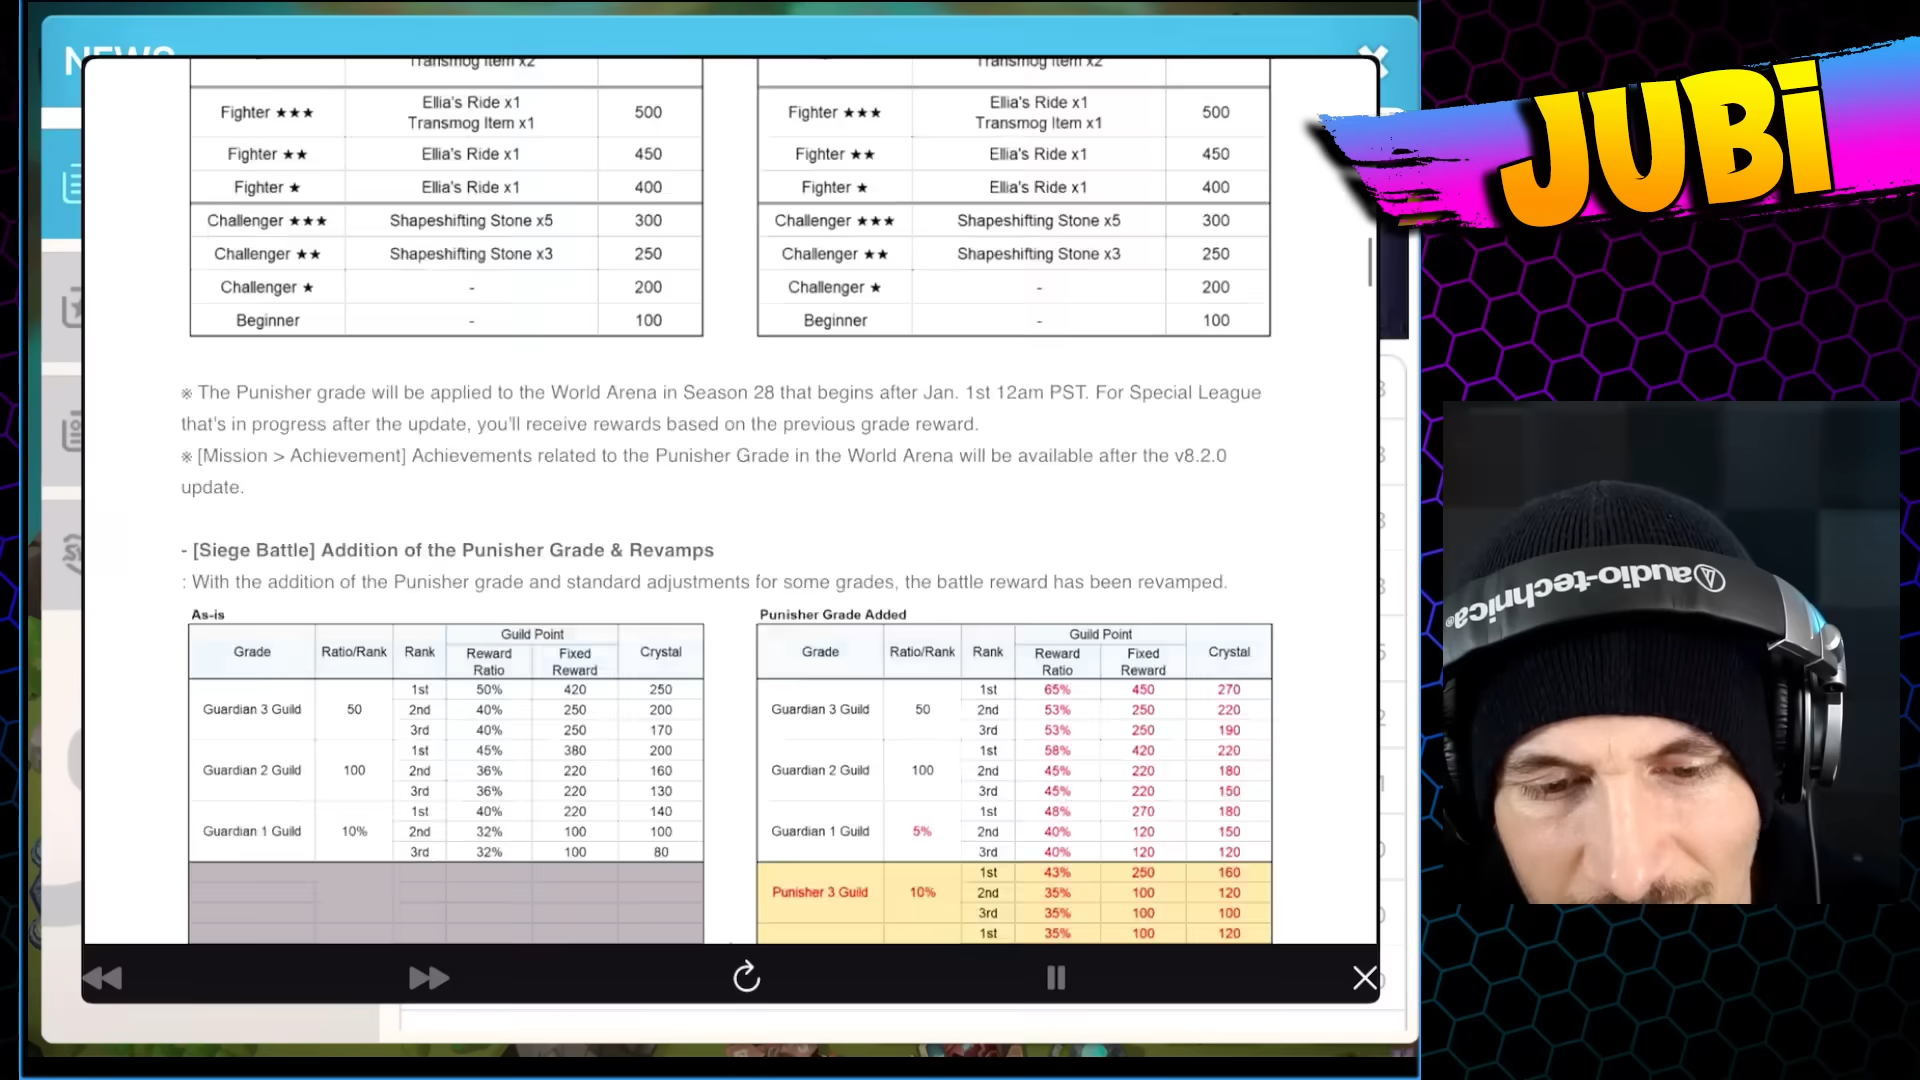 NEWS
Transmog Item x2
Fighter ★★★ Ellia's Ride x1 Transmog Item x1 500
Fighter ★★ Ellia's Ride x1 450
Fighter ★ Ellia's Ride x1 400
Challenger ★★★ Shapeshifting Stone x5 300
Challenger ★★ Shapeshifting Stone x3 250
Challenger ★ - 200
Beginner - 100
Transmog Item x2
Fighter ★★★ Ellia's Ride x1 Transmog Item x1 500
Fighter ★★ Ellia's Ride x1 450
Fighter ★ Ellia's Ride x1 400
Challenger ★★★ Shapeshifting Stone x5 300
Challenger ★★ Shapeshifting Stone x3 250
Challenger ★ - 200
Beginner - 100
JUBi
※ The Punisher grade will be applied to the World Arena in Season 28 that begins after Jan. 1st 12am PST. For Special League
that's in progress after the update, you'll receive rewards based on the previous grade reward.
※ [Mission > Achievement] Achievements related to the Punisher Grade in the World Arena will be available after the v8.2.0
update.
- [Siege Battle] Addition of the Punisher Grade & Revamps
: With the addition of the Punisher grade and standard adjustments for some grades, the battle reward has been revamped.
As-is
Grade Ratio/Rank Rank Guild Point Reward Ratio Fixed Reward Crystal
Guardian 3 Guild 50
1st 50% 420 250
2nd 40% 250 200
3rd 40% 250 170
Guardian 2 Guild 100
1st 45% 380 200
2nd 36% 220 160
3rd 36% 220 130
Guardian 1 Guild 10%
1st 40% 220 140
2nd 32% 100 100
3rd 32% 100 80
Punisher Grade Added
Grade Ratio/Rank Rank Guild Point Reward Ratio Fixed Reward Crystal
Guardian 3 Guild 50
1st 65% 450 270
2nd 53% 250 220
3rd 53% 250 190
Guardian 2 Guild 100
1st 58% 420 220
2nd 45% 220 180
3rd 45% 220 150
Guardian 1 Guild 5%
1st 48% 270 180
2nd 40% 120 150
3rd 40% 120 120
Punisher 3 Guild 10%
1st 43% 250 160
2nd 35% 100 120
3rd 35% 100 100
1st 35% 100 120
audio-technica